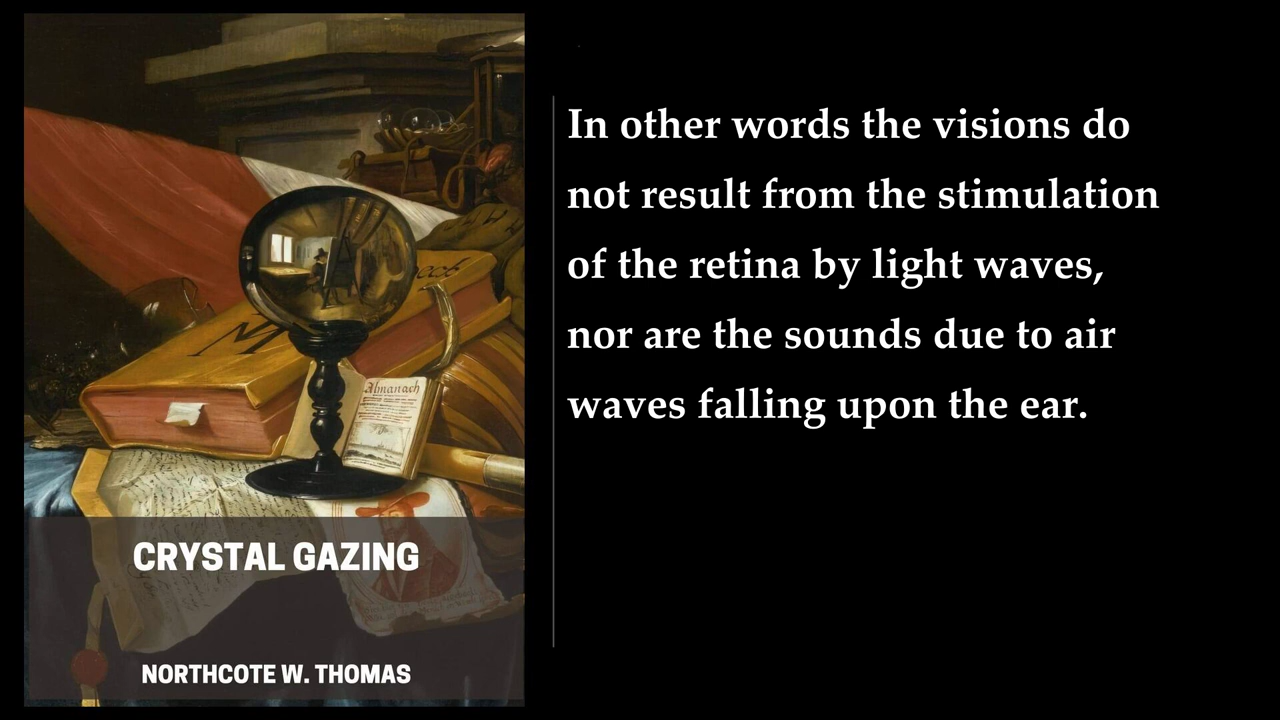 M
Almanach
CRYSTAL GAZING
NORTHCOTE W. THOMAS
In other words the visions do
not result from the stimulation
of the retina by light waves,
nor are the sounds due to air
waves falling upon the ear.